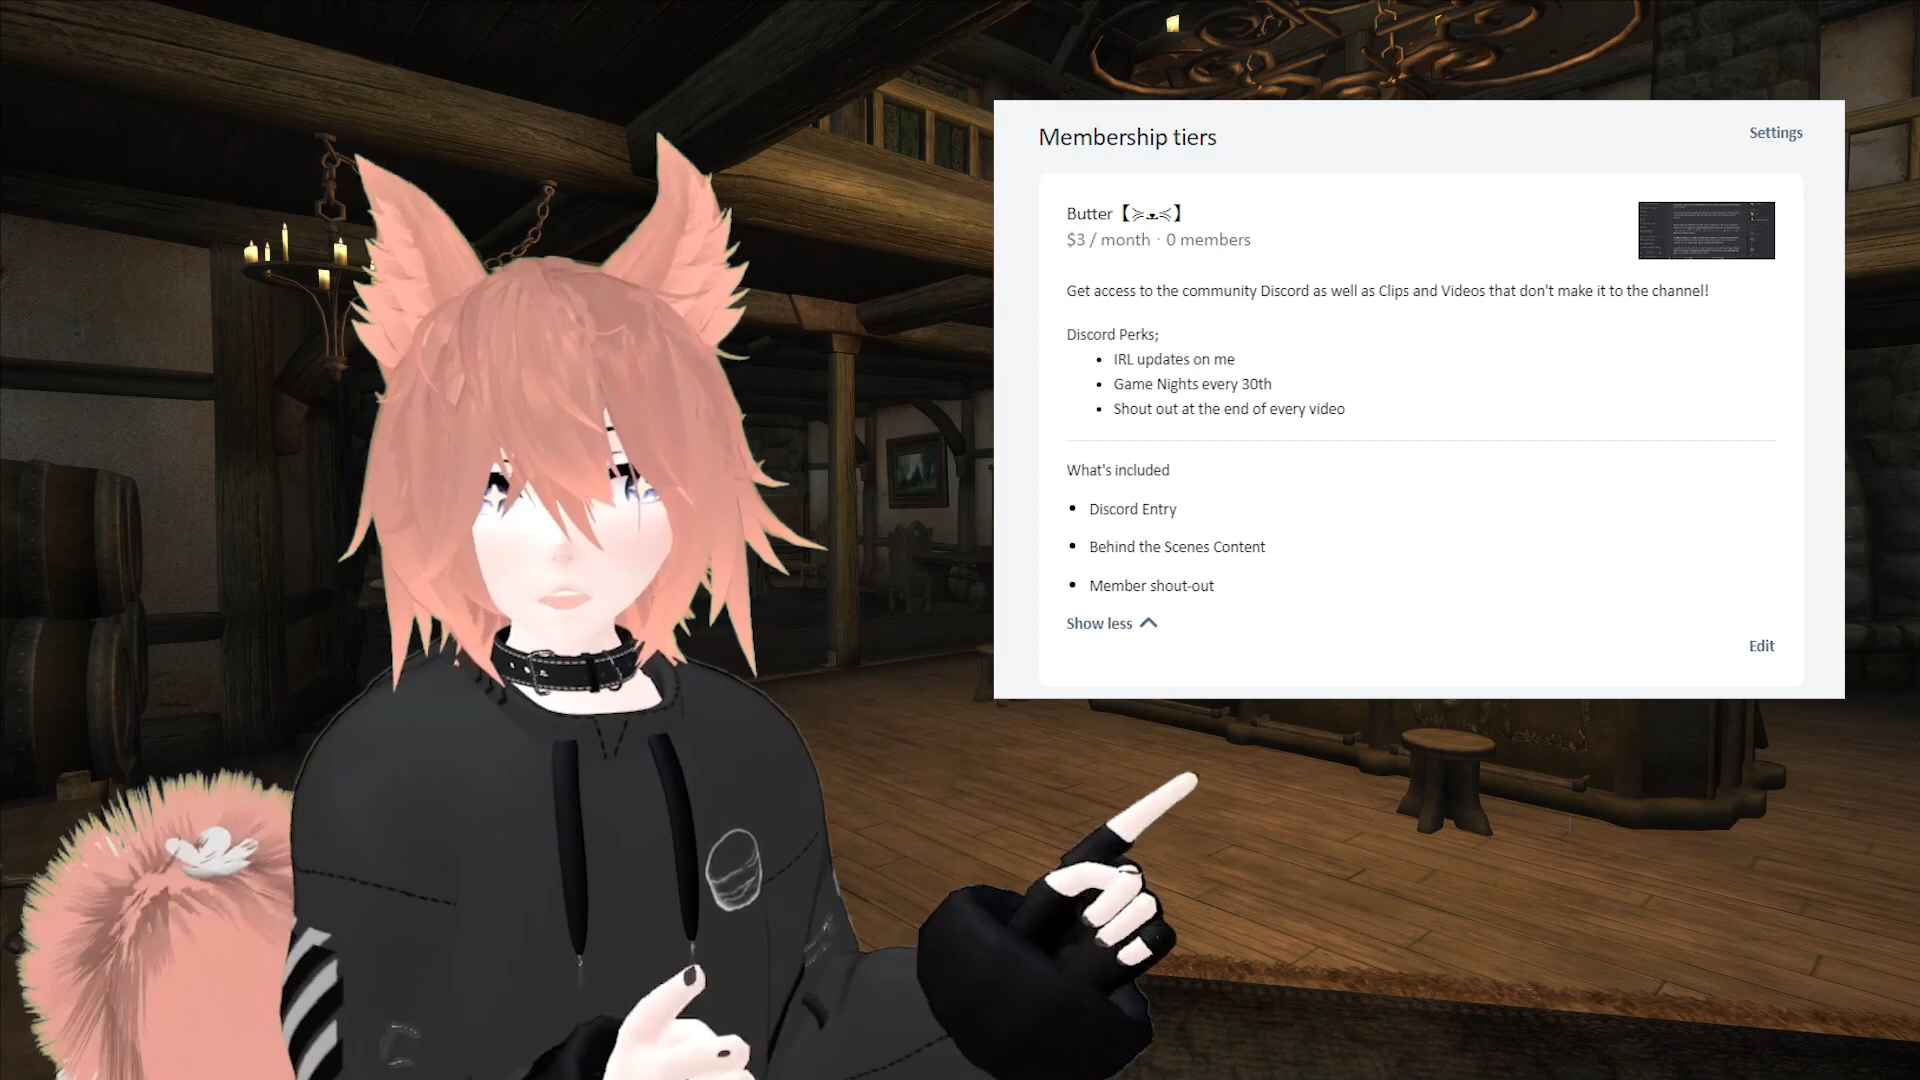 Membership tiers
Settings
Butter【≽ﻌ≼】
$3 / month · 0 members
Get access to the community Discord as well as Clips and Videos that don't make it to the channel!
Discord Perks;
• IRL updates on me
• Game Nights every 30th
• Shout out at the end of every video
What's included
• Discord Entry
• Behind the Scenes Content
• Member shout-out
Show less
Edit